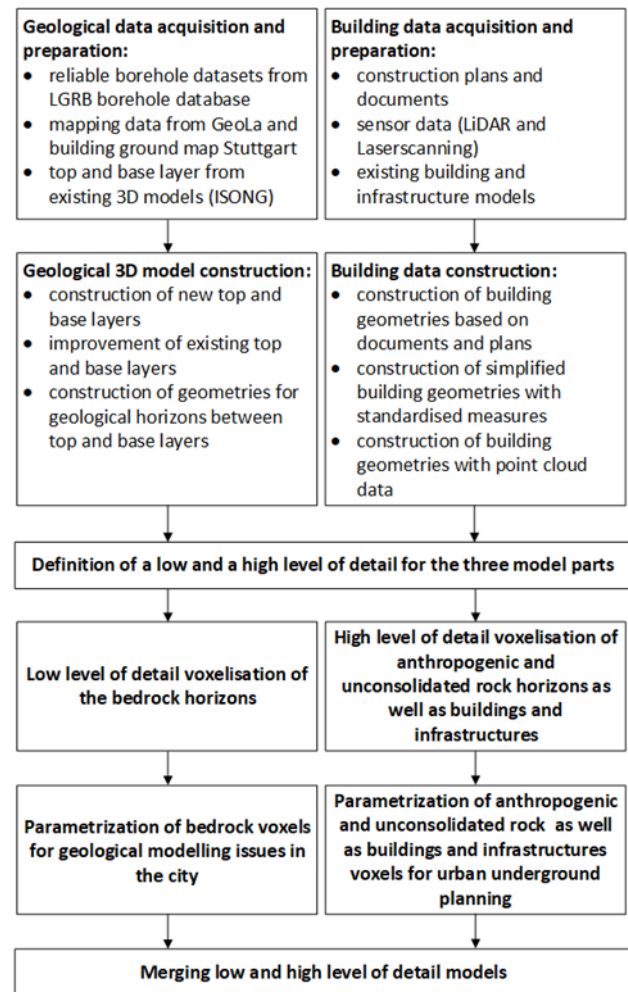 Geological data acquisition and
preparation:
● reliable borehole datasets from
LGRB borehole database
● mapping data from GeoLa and
building ground map Stuttgart
● top and base layer from
existing 3D models (ISONG)
Building data acquisition and
preparation:
● construction plans and
documents
● sensor data (LiDAR and
Laserscanning)
● existing building and
infrastructure models
Geological 3D model construction:
● construction of new top and
base layers
● improvement of existing top
and base layers
● construction of geometries for
geological horizons between
top and base layers
Building data construction:
● construction of building
geometries based on
documents and plans
● construction of simplified
building geometries with
standardised measures
● construction of building
geometries with point cloud
data
Definition of a low and a high level of detail for the three model parts
Low level of detail voxelisation of
the bedrock horizons
High level of detail voxelisation of
anthropogenic and
unconsolidated rock horizons as
well as buildings and
infrastructures
Parametrization of bedrock voxels
for geological modelling issues in
the city
Parametrization of anthropogenic
and unconsolidated rock as well
as buildings and infrastructures
voxels for urban underground
planning
Merging low and high level of detail models